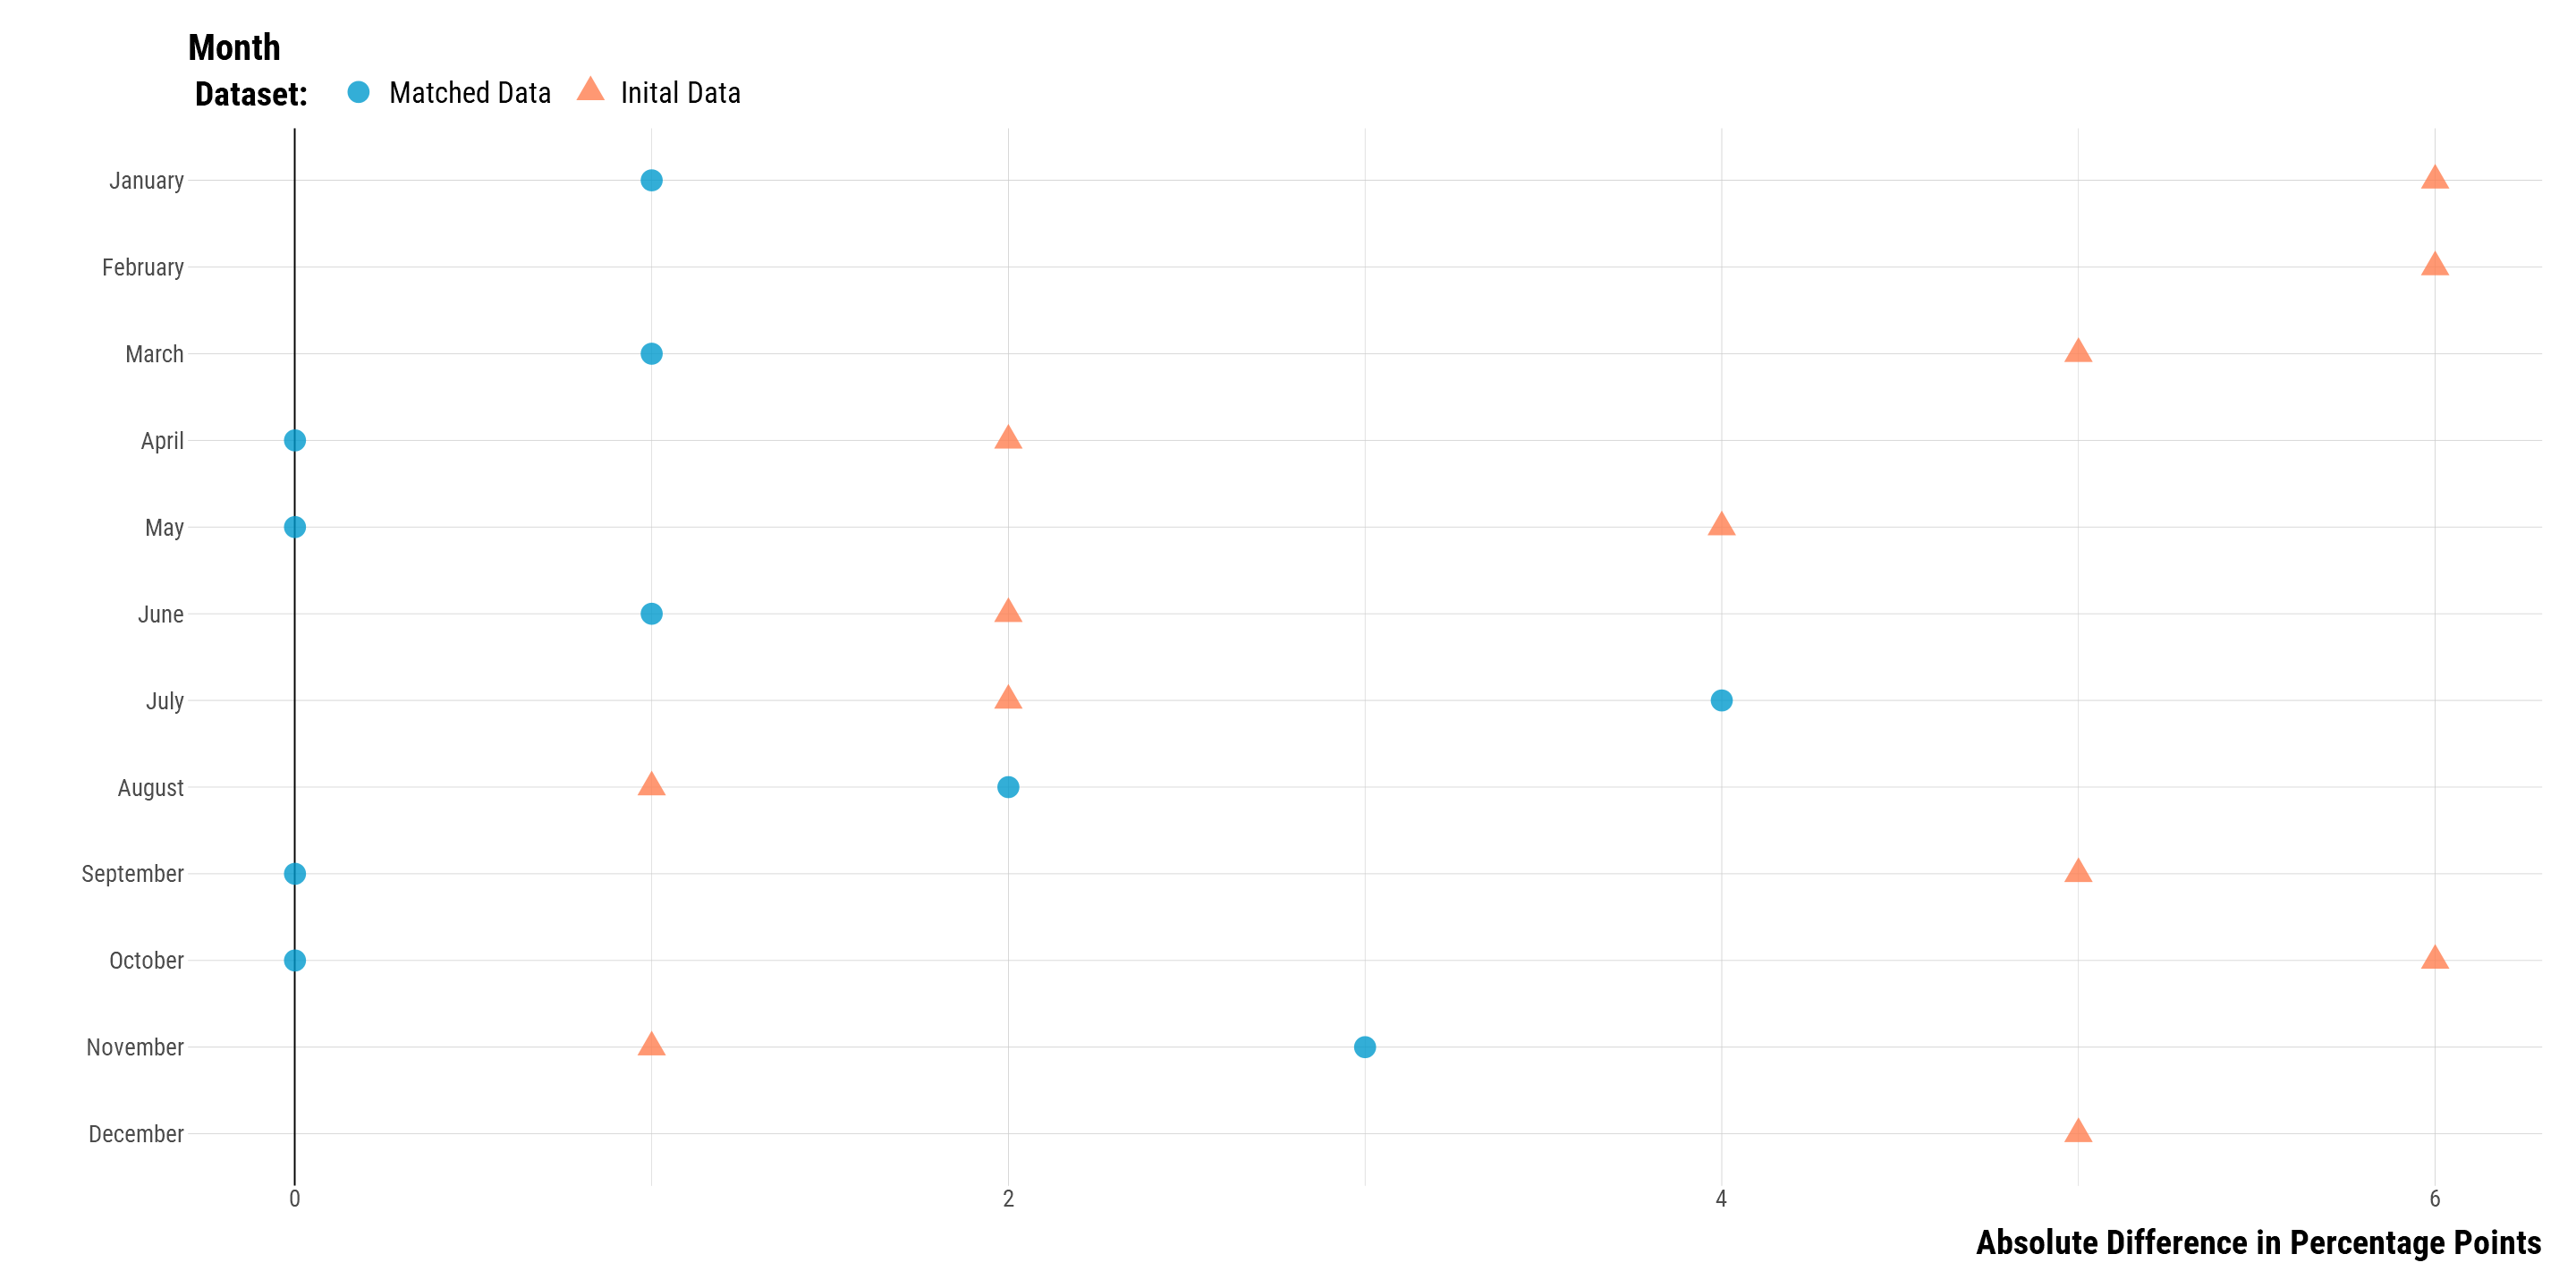 Month
Dataset: Matched Data Inital Data
January
February
March
April
May
June
July
August
September
October
November
December
0 2 4 6
Absolute Difference in Percentage Points